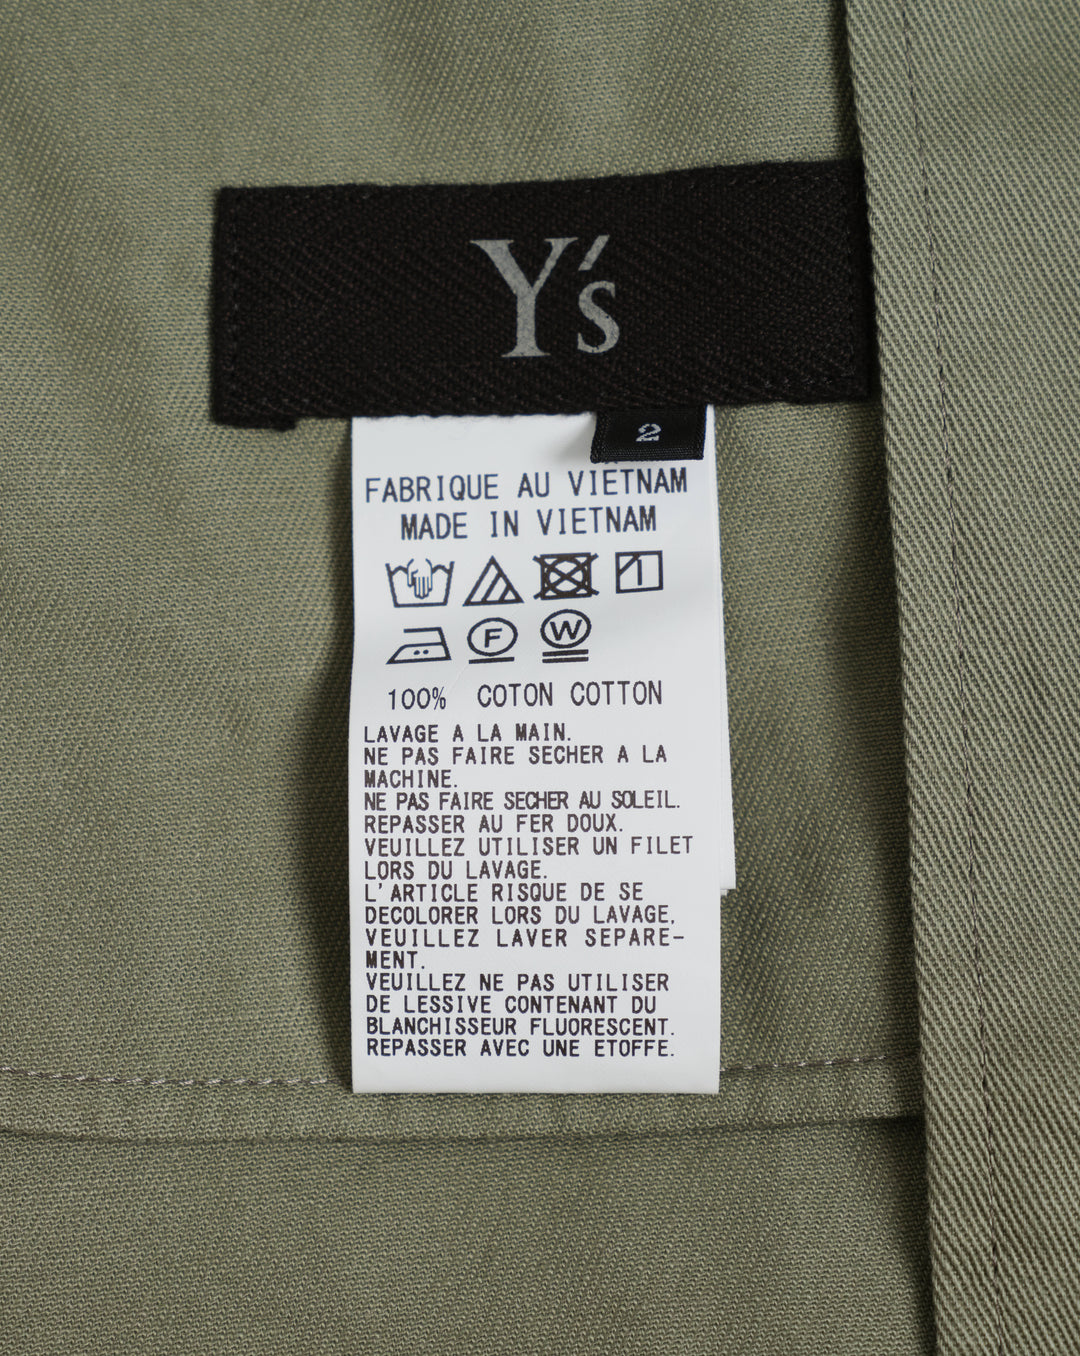 Y's
2
FABRIQUE AU VIETNAM
MADE IN VIETNAM
F W
100% COTON COTTON
LAVAGE A LA MAIN.
NE PAS FAIRE SECHER A LA
MACHINE.
NE PAS FAIRE SECHER AU SOLEIL.
REPASSER AU FER DOUX.
VEUILLEZ UTILISER UN FILET
LORS DU LAVAGE.
L'ARTICLE RISQUE DE SE
DECOLORER LORS DU LAVAGE,
VEUILLEZ LAVER SEPARE-
MENT.
VEUILLEZ NE PAS UTILISER
DE LESSIVE CONTENANT DU
BLANCHISSEUR FLUORESCENT.
REPASSER AVEC UNE ETOFFE.